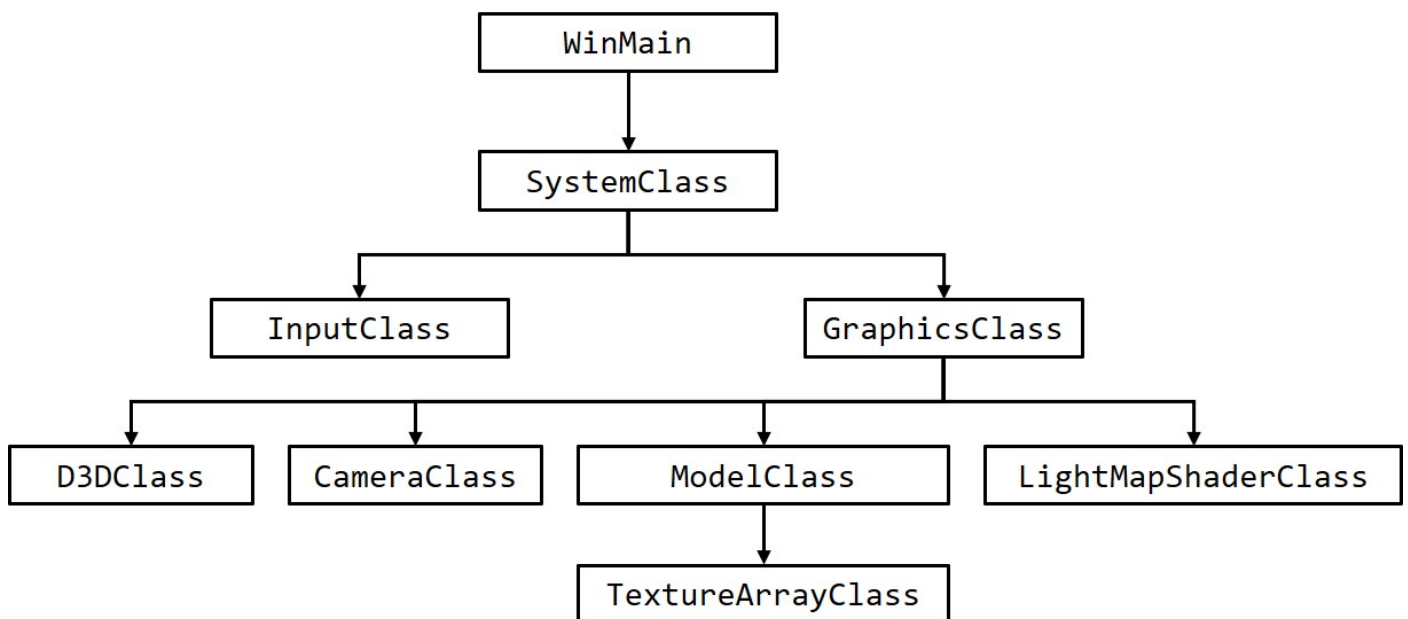 WinMain
SystemClass
InputClass
GraphicsClass
D3DClass
CameraClass
ModelClass
LightMapShaderClass
TextureArrayClass